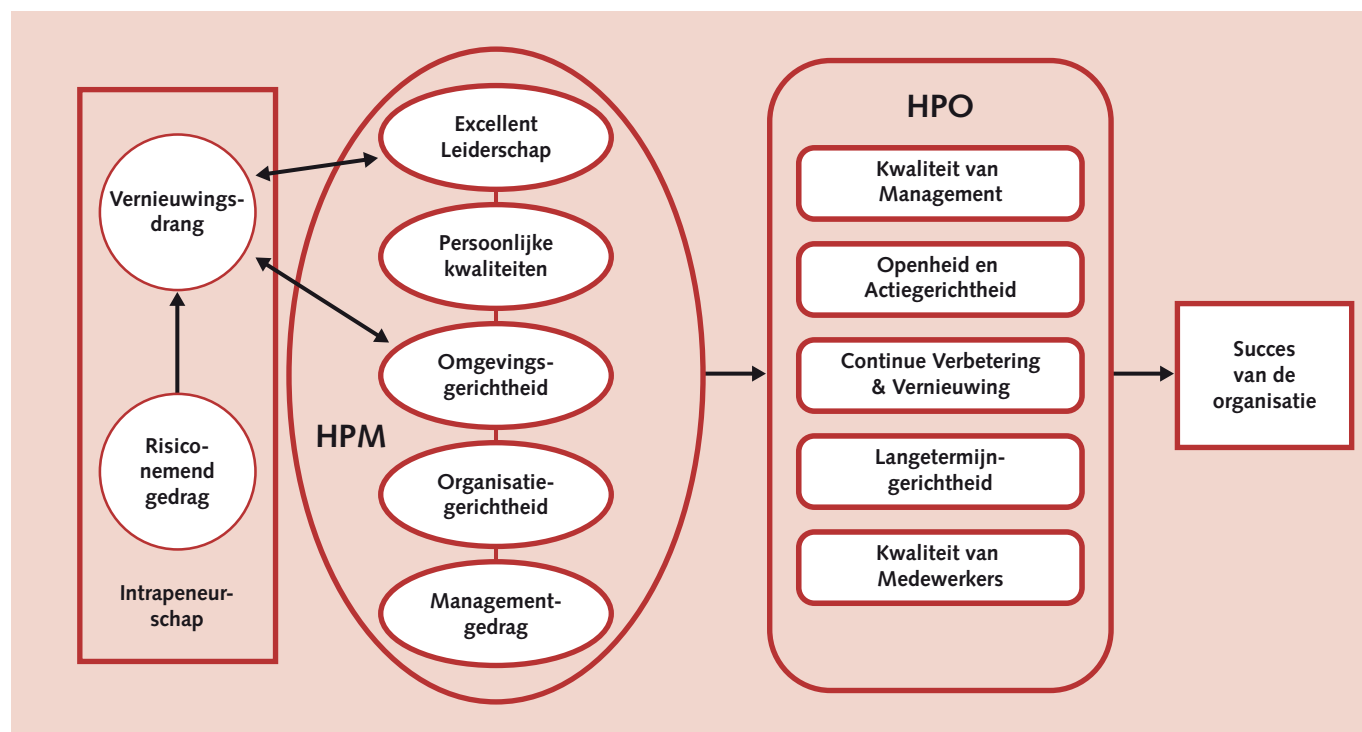 Vernieuwings-
drang
Risico-
nemend
gedrag
Intrapeneur-
schap
HPM
Excellent
Leiderschap
Persoonlijke
kwaliteiten
Omgevings-
gerichtheid
Organisatie-
gerichtheid
Management-
gedrag
HPO
Kwaliteit van
Management
Openheid en
Actiegerichtheid
Continue Verbetering
& Vernieuwing
Langetermijn-
gerichtheid
Kwaliteit van
Medewerkers
Succes
van de
organisatie